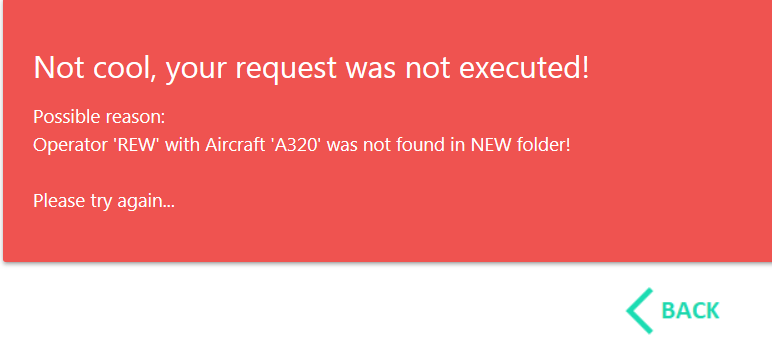 Not cool, your request was not executed!
Possible reason:
Operator 'REW' with Aircraft 'A320' was not found in NEW folder!
Please try again...
BACK